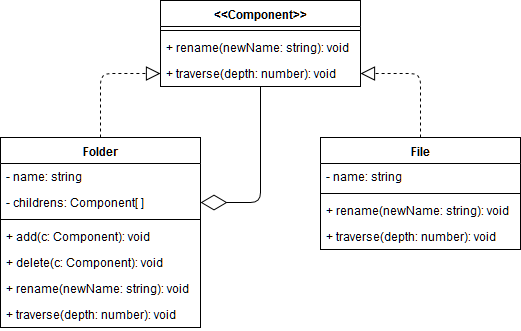 <<Component>>
+ rename(newName: string): void
+ traverse(depth: number): void
Folder
- name: string
- childrens: Component[ ]
+ add(c: Component): void
+ delete(c: Component): void
+ rename(newName: string): void
+ traverse(depth: number): void
File
- name: string
+ rename(newName: string): void
+ traverse(depth: number): void